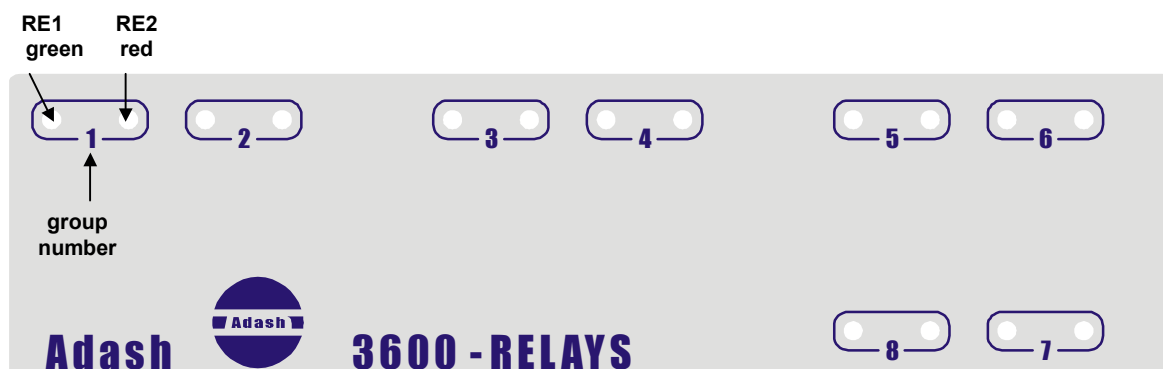 RE1 RE2
green red
1 2 3 4 5 6
group
number
Adash
Adash 3600 - RELAYS
8 7